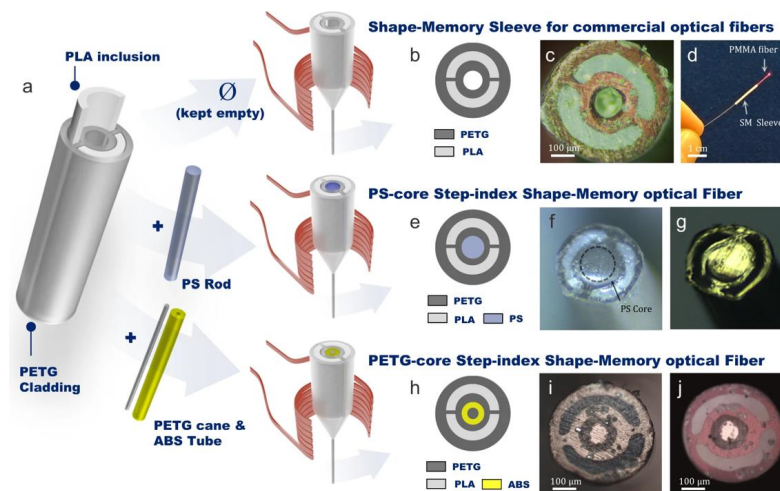 Shape-Memory Sleeve for commercial optical fibers
PLA inclusion
a
Ø
(kept empty)
b
PETG
PLA
c
100 μm
d
PMMA fiber
SM Sleeve
1 cm
PS-core Step-index Shape-Memory optical Fiber
+
PS Rod
e
PETG
PLA
PS
f
PS Core
g
PETG-core Step-index Shape-Memory optical Fiber
+
PETG
Cladding
PETG cane &
ABS Tube
h
PETG
PLA
ABS
i
100 μm
j
100 μm